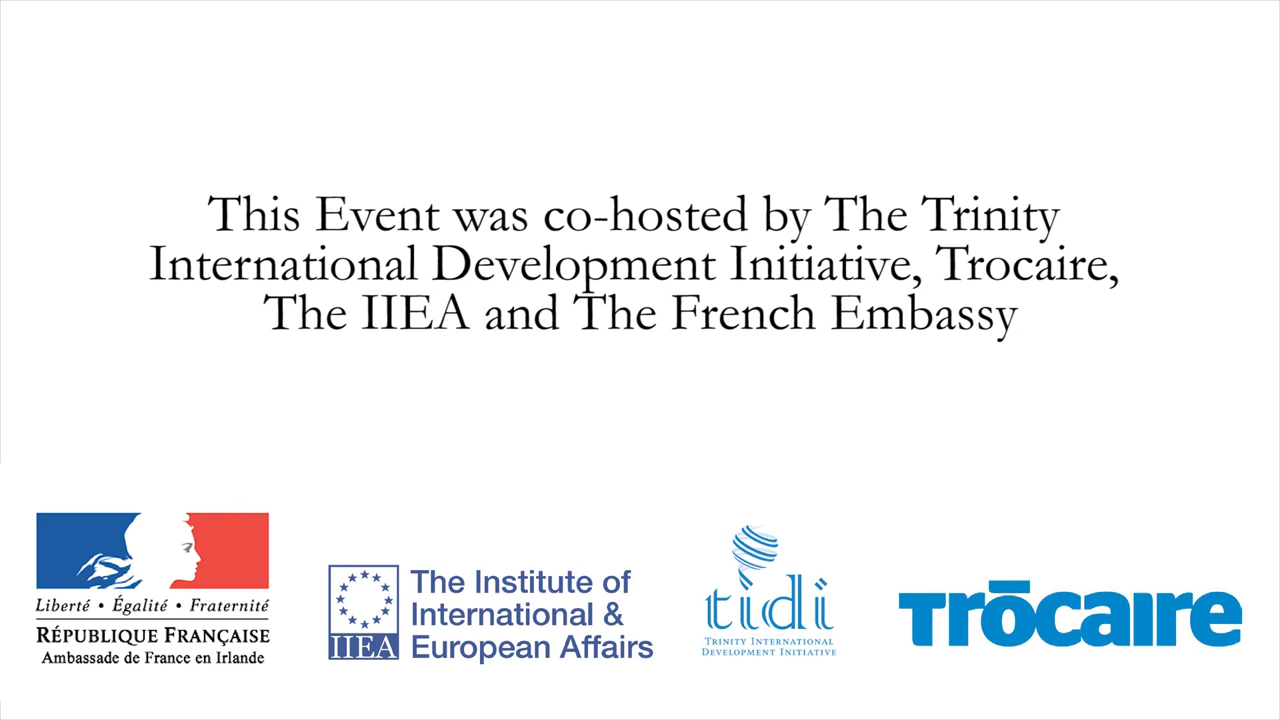 This Event was co-hosted by The Trinity
International Development Initiative, Trocaire,
The IIEA and The French Embassy
Liberté • Égalité • Fraternité
RÉPUBLIQUE FRANÇAISE
Ambassade de France en Irlande
IIEA
The Institute of
International &
European Affairs
tidi
TRINITY INTERNATIONAL
DEVELOPMENT INITIATIVE
Trōcaire